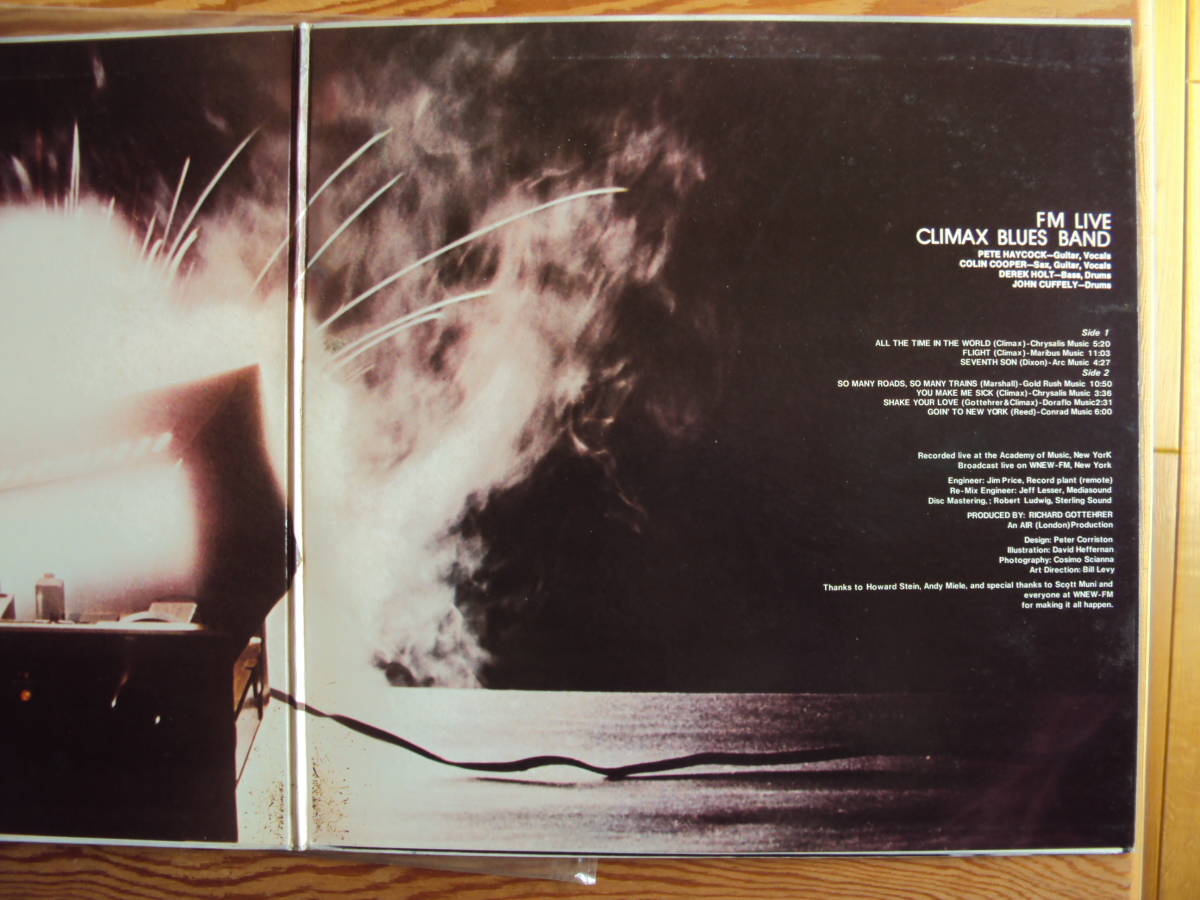 FM LIVE
CLIMAX BLUES BAND
PETE HAYCOCK—Guitar, Vocals
COLIN COOPER—Sax, Guitar, Vocals
DEREK HOLT—Bass, Drums
JOHN CUFFELY—Drums
Side 1
ALL THE TIME IN THE WORLD (Climax)-Chrysalis Music 5:20
FLIGHT (Climax)-Maribus Music 11:03
SEVENTH SON (Dixon)-Arc Music 4:27
Side 2
SO MANY ROADS, SO MANY TRAINS (Marshall)-Gold Rush Music 10:50
YOU MAKE ME SICK (Climax)-Chrysalis Music 3:36
SHAKE YOUR LOVE (Gottehrer&Climax)-Doraflo Music2:31
GOIN' TO NEW YORK (Reed)-Conrad Music 6:00
Recorded live at the Academy of Music, New YorK
Broadcast live on WNEW-FM, New York
Engineer: Jim Price, Record plant (remote)
Re-Mix Engineer: Jeff Lesser, Mediasound
Disc Mastering,: Robert Ludwig, Sterling Sound
PRODUCED BY: RICHARD GOTTEHRER
An AIR (London)Production
Design: Peter Corriston
Illustration: David Heffernan
Photography: Cosimo Scianna
Art Direction: Bill Levy
Thanks to Howard Stein, Andy Miele, and special thanks to Scott Muni and
everyone at WNEW-FM
for making it all happen.